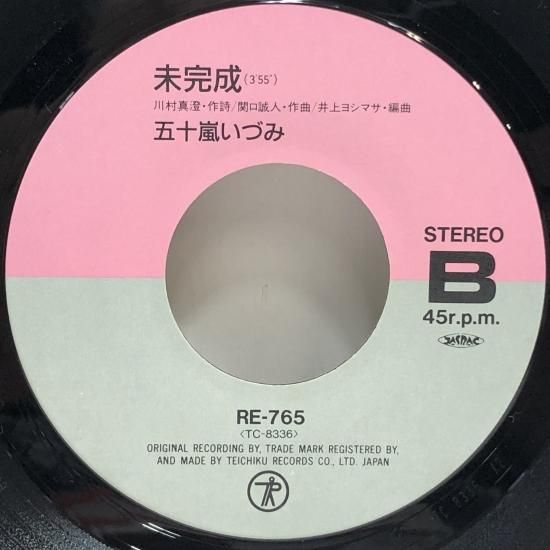 未完成(3'55")
川村真澄・作詩/関口誠人・作曲/井上ヨシマサ・編曲
五十嵐いづみ
STEREO
B
45r.p.m.
JASRAC
RE-765
〈TC-8336〉
ORIGINAL RECORDING BY, TRADE MARK REGISTERED BY,
AND MADE BY TEICHIKU RECORDS CO., LTD. JAPAN